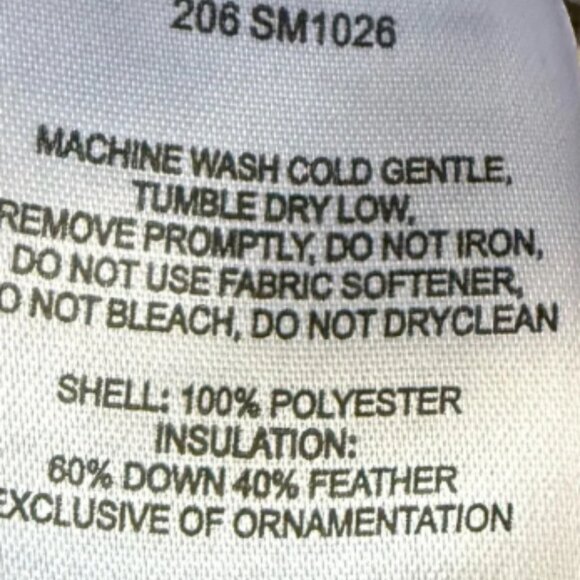 206 SM1026
MACHINE WASH COLD GENTLE,
TUMBLE DRY LOW,
REMOVE PROMPTLY, DO NOT IRON,
DO NOT USE FABRIC SOFTENER,
O NOT BLEACH, DO NOT DRYCLEAN
SHELL: 100% POLYESTER
INSULATION:
60% DOWN 40% FEATHER
EXCLUSIVE OF ORNAMENTATION